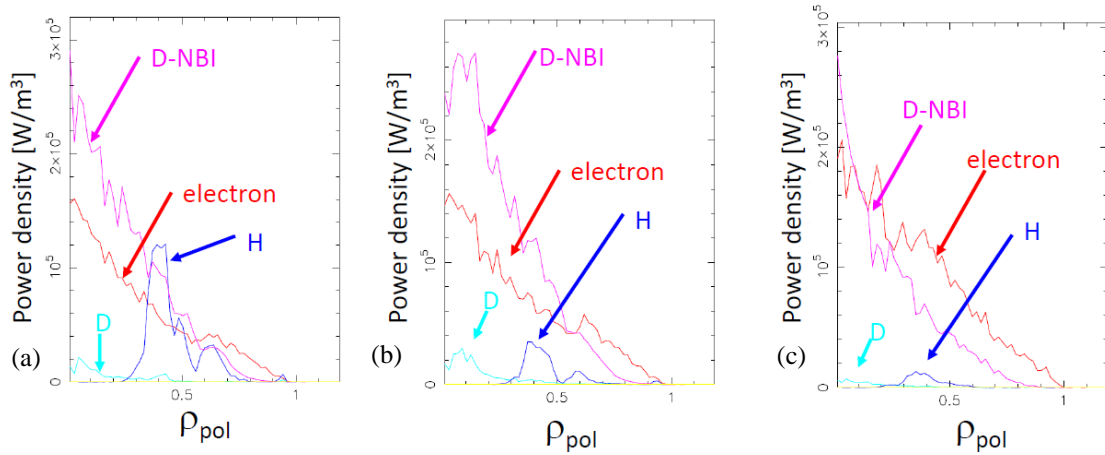 Power density [W/m³]
3×10⁵
2×10⁵
10⁵
0
D-NBI
electron
H
D
(a)
0.5
1
ρpol
Power density [W/m³]
2×10⁵
10⁵
0
D-NBI
electron
H
D
(b)
0.5
1
ρpol
Power density [W/m³]
3×10⁵
2×10⁵
10⁵
0
D-NBI
electron
H
D
(c)
0.5
1
ρpol